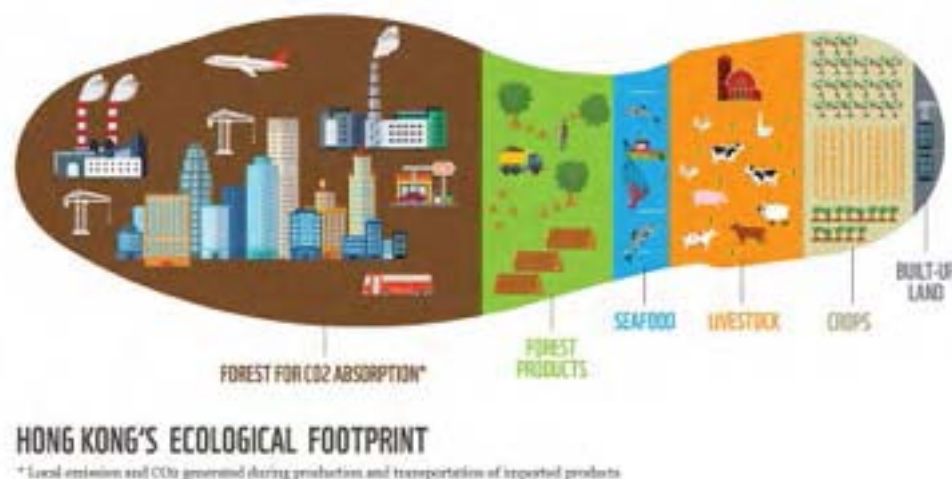 BUILT-UP
LAND
SEAFOOD
LIVESTOCK
CROPS
FOREST
PRODUCTS
FOREST FOR CO2 ABSORPTION*
HONG KONG'S ECOLOGICAL FOOTPRINT
* Local emission and CO2 generated during production and transportation of imported products